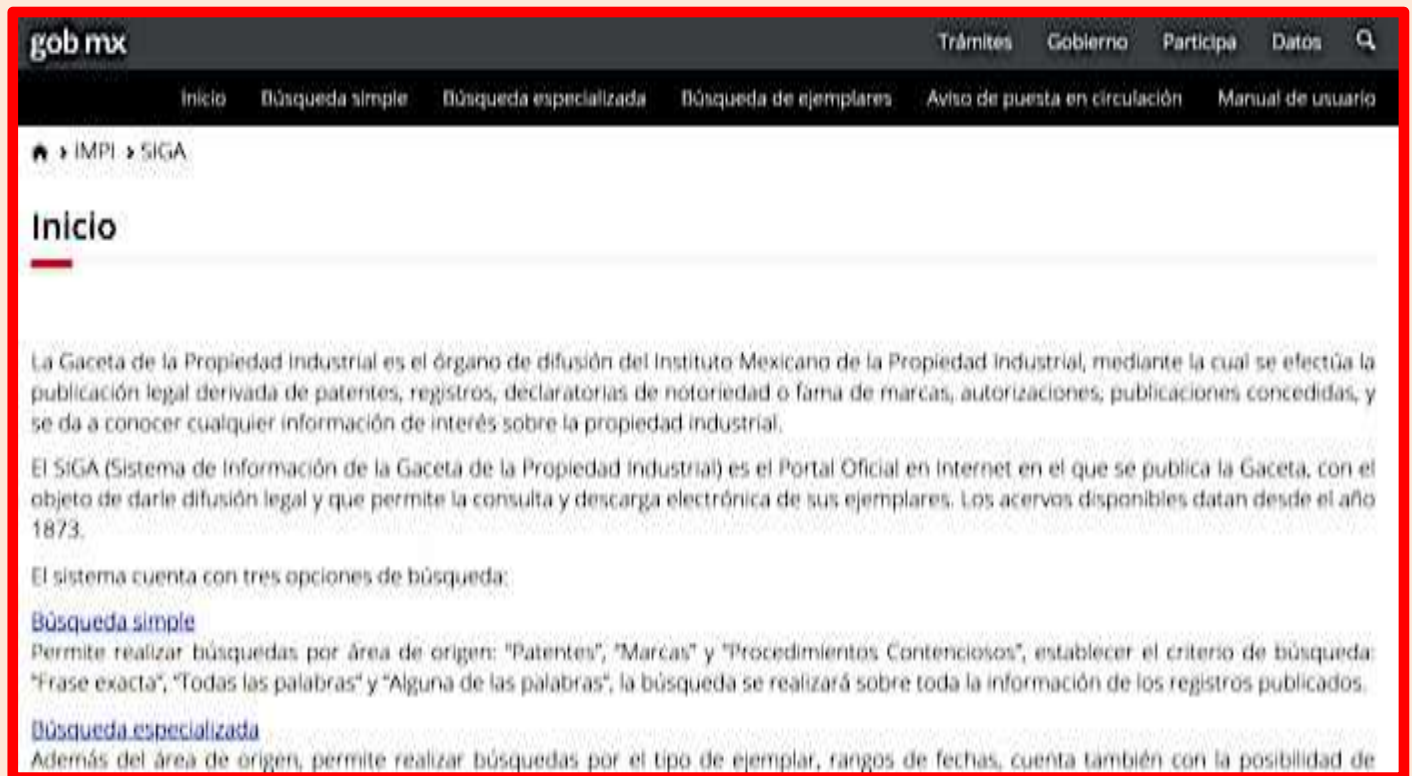 gob mx
Trámites Gobierno Participa Datos
Inicio Búsqueda simple Búsqueda especializada Búsqueda de ejemplares Aviso de puesta en circulación Manual de usuario
IMPI > SIGA
Inicio
La Gaceta de la Propiedad Industrial es el órgano de difusión del Instituto Mexicano de la Propiedad Industrial, mediante la cual se efectúa la
publicación legal derivada de patentes, registros, declaratorias de notoriedad o fama de marcas, autorizaciones, publicaciones concedidas, y
se da a conocer cualquier información de interés sobre la propiedad industrial.
El SIGA (Sistema de Información de la Gaceta de la Propiedad Industrial) es el Portal Oficial en Internet en el que se publica la Gaceta, con el
objeto de darle difusión legal y que permite la consulta y descarga electrónica de sus ejemplares. Los acervos disponibles datan desde el año
1873.
El sistema cuenta con tres opciones de búsqueda:
Búsqueda simple
Permite realizar búsquedas por área de origen: "Patentes", "Marcas" y "Procedimientos Contenciosos", establecer el criterio de búsqueda:
"Frase exacta", "Todas las palabras" y "Alguna de las palabras", la búsqueda se realizará sobre toda la información de los registros publicados.
Búsqueda especializada
Además del área de origen, permite realizar búsquedas por el tipo de ejemplar, rangos de fechas, cuenta también con la posibilidad de